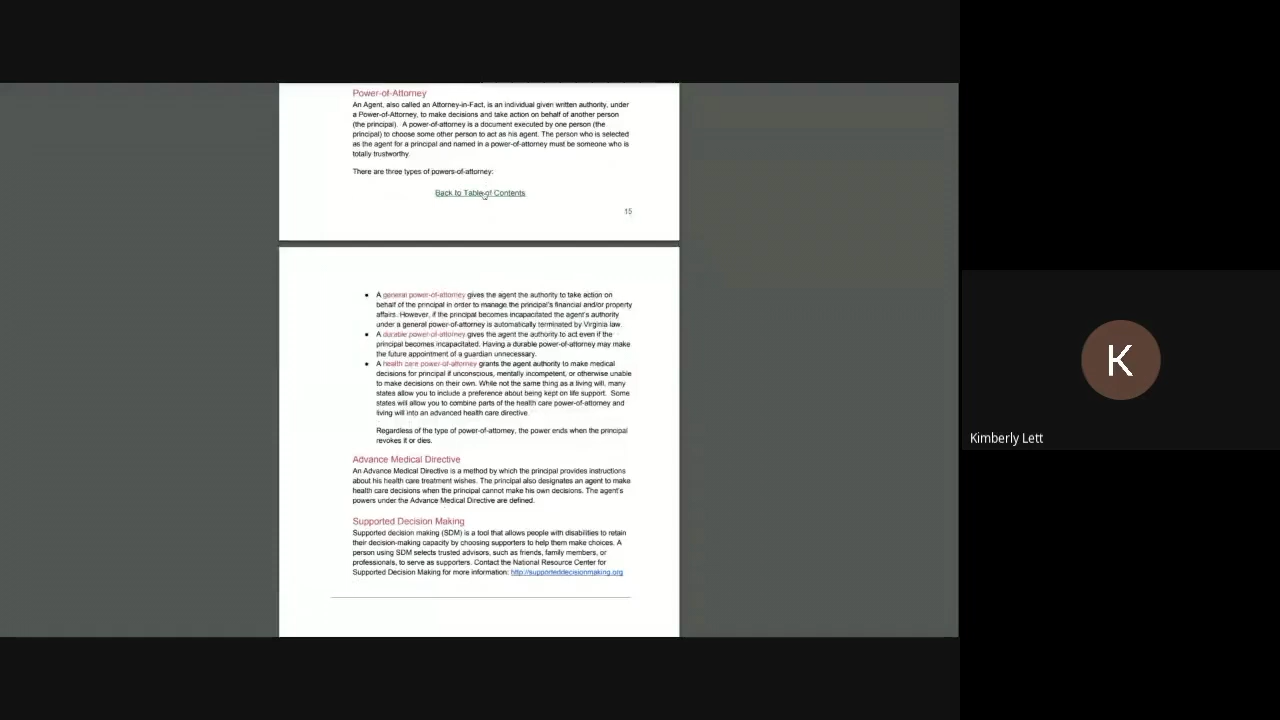 Power-of-Attorney
An Agent, also called an Attorney-in-Fact, is an individual given written authority, under
a Power-of-Attorney, to make decisions and take action on behalf of another person
(the principal). A power-of-attorney is a document executed by one person (the
principal) to choose some other person to act as his agent. The person who is selected
as the agent for a principal and named in a power-of-attorney must be someone who is
totally trustworthy.
There are three types of powers-of-attorney:
Back to Table of Contents
15
• A general power-of-attorney gives the agent the authority to take action on
behalf of the principal in order to manage the principal's financial and/or property
affairs. However, if the principal becomes incapacitated the agent's authority
under a general power-of-attorney is automatically terminated by Virginia law.
• A durable power-of-attorney gives the agent the authority to act even if the
principal becomes incapacitated. Having a durable power-of-attorney may make
the future appointment of a guardian unnecessary.
• A health care power-of-attorney grants the agent authority to make medical
decisions for principal if unconscious, mentally incompetent, or otherwise unable
to make decisions on their own. While not the same thing as a living will, many
states allow you to include a preference about being kept on life support. Some
states will allow you to combine parts of the health care power-of-attorney and
living will into an advanced health care directive.
Regardless of the type of power-of-attorney, the power ends when the principal
revokes it or dies.
Advance Medical Directive
An Advance Medical Directive is a method by which the principal provides instructions
about his health care treatment wishes. The principal also designates an agent to make
health care decisions when the principal cannot make his own decisions. The agent's
powers under the Advance Medical Directive are defined.
Supported Decision Making
Supported decision making (SDM) is a tool that allows people with disabilities to retain
their decision-making capacity by choosing supporters to help them make choices. A
person using SDM selects trusted advisors, such as friends, family members, or
professionals, to serve as supporters. Contact the National Resource Center for
Supported Decision Making for more information: http://supporteddecisionmaking.org
K
Kimberly Lett